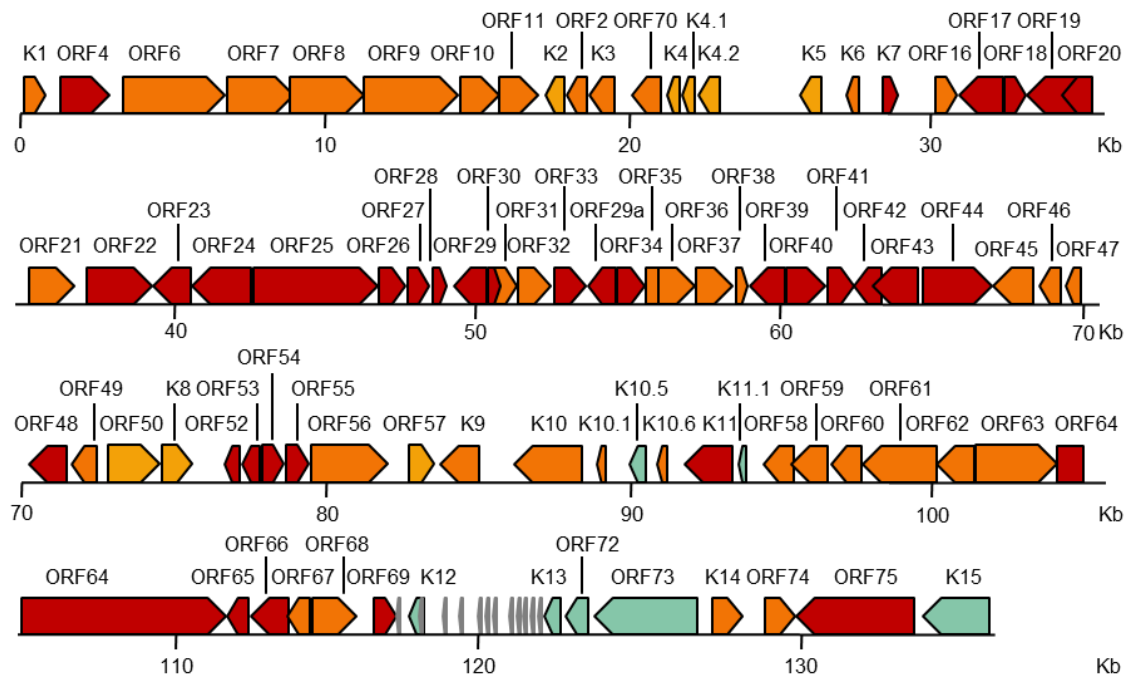 ORF11 ORF2 ORF70 K4.1 ORF17 ORF19
K1 ORF4 ORF6 ORF7 ORF8 ORF9 ORF10 K2 K3 K4 K4.2 K5 K6 K7 ORF16 ORF18 ORF20
0 10 20 30 Kb
ORF28 ORF30 ORF33 ORF35 ORF38 ORF41
ORF23 ORF27 ORF31 ORF29a ORF36 ORF39 ORF42 ORF44 ORF46
ORF21 ORF22 ORF24 ORF25 ORF26 ORF29 ORF32 ORF34 ORF37 ORF40 ORF43 ORF45 ORF47
40 50 60 70 Kb
ORF54
ORF49 K8 ORF53 ORF55 K10.5 K11.1 ORF59 ORF61
ORF48 ORF50 ORF52 ORF56 ORF57 K9 K10 K10.1 K10.6 K11 ORF58 ORF60 ORF62 ORF63 ORF64
70 80 90 100 Kb
ORF66 ORF68 ORF72
ORF64 ORF65 ORF67 ORF69 K12 K13 ORF73 K14 ORF74 ORF75 K15
110 120 130 Kb